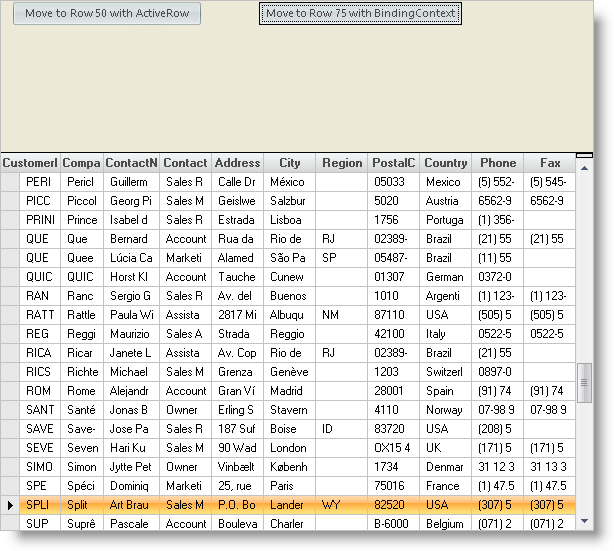 Move to Row 50 with ActiveRow Move to Row 75 with BindingContext
CustomerI Compa ContactN Contact Address City Region PostalC Country Phone Fax
PERI Pericl Guillerm Sales R Calle Dr México 05033 Mexico (5) 552- (5) 545-
PICC Piccol Georg Pi Sales M Geislwe Salzbur 5020 Austria 6562-9 6562-9
PRINI Prince Isabel d Sales R Estrada Lisboa 1756 Portuga (1) 356-
QUE Que Bernard Account Rua da Rio de RJ 02389- Brazil (21) 55 (21) 55
QUE Quee Lúcia Ca Marketi Alamed São Pa SP 05487- Brazil (11) 55
QUIC QUIC Horst Kl Account Tauche Cunew 01307 German 0372-0
RAN Ranc Sergio G Sales R Av. del Buenos 1010 Argenti (1) 123- (1) 123-
RATT Rattle Paula Wi Assista 2817 Mi Albuqu NM 87110 USA (505) 5 (505) 5
REG Reggi Maurizio Sales A Strada Reggio 42100 Italy 0522-5 0522-5
RICA Ricar Janete L Assista Av. Cop Rio de RJ 02389- Brazil (21) 55
RICS Richte Michael Sales M Grenza Genève 1203 Switzerl 0897-0
ROM Rome Alejandr Account Gran Ví Madrid 28001 Spain (91) 74 (91) 74
SANT Santé Jonas B Owner Erling S Stavern 4110 Norway 07-98 9 07-98 9
SAVE Save- Jose Pa Sales R 187 Suf Boise ID 83720 USA (208) 5
SEVE Seven Hari Ku Sales M 90 Wad London OX15 4 UK (171) 5 (171) 5
SIMO Simon Jytte Pet Owner Vinbælt Københ 1734 Denmar 31 12 3 31 13 3
SPE Spéci Dominiq Marketi 25, rue Paris 75016 France (1) 47.5 (1) 47.5
SPLI Split Art Brau Sales M P.O. Bo Lander WY 82520 USA (307) 5 (307) 5
SUP Suprê Pascale Account Bouleva Charler B-6000 Belgium (071) 2 (071) 2